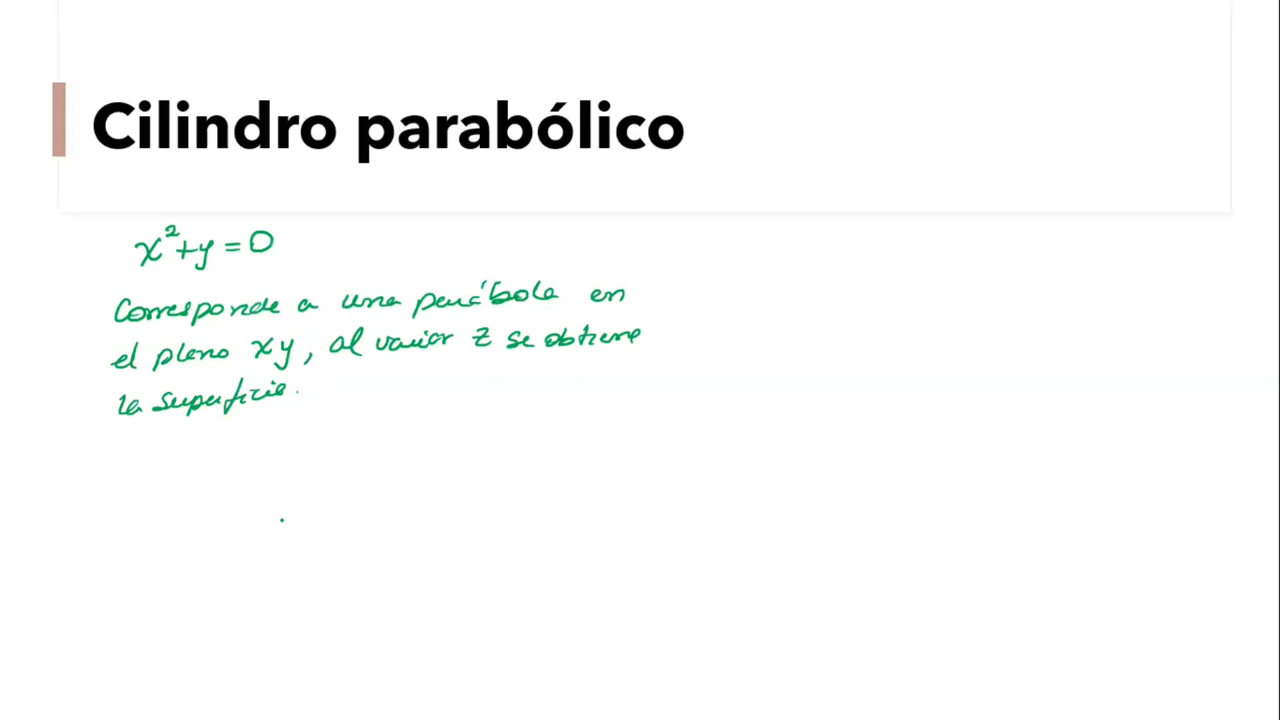 Cilindro parabólico
x²+y=0
Corresponde a una parábola en
el plano xy, al variar z se obtiene
la superficie.